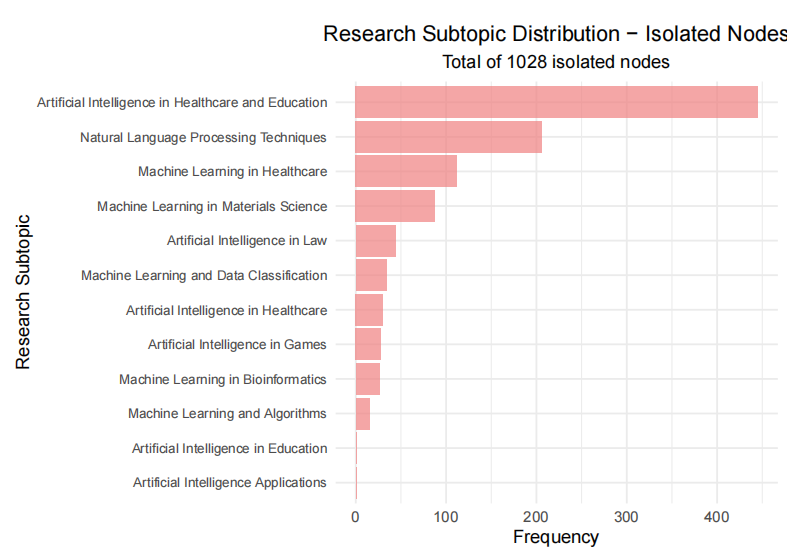 Research Subtopic Distribution − Isolated Nodes
Total of 1028 isolated nodes
Research Subtopic
Artificial Intelligence in Healthcare and Education
Natural Language Processing Techniques
Machine Learning in Healthcare
Machine Learning in Materials Science
Artificial Intelligence in Law
Machine Learning and Data Classification
Artificial Intelligence in Healthcare
Artificial Intelligence in Games
Machine Learning in Bioinformatics
Machine Learning and Algorithms
Artificial Intelligence in Education
Artificial Intelligence Applications
0 100 200 300 400
Frequency